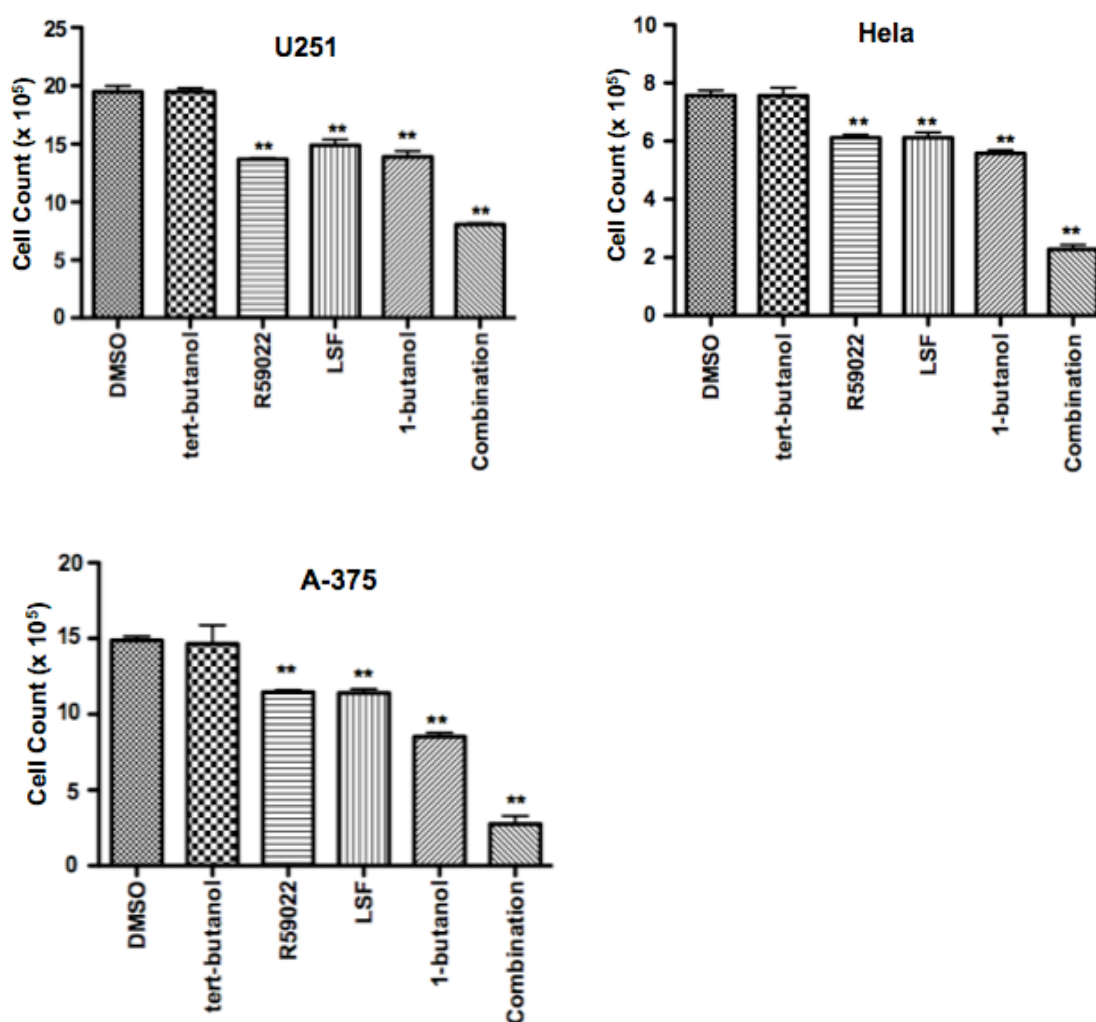 U251
Cell Count (x 10⁵)
25
20
15
10
5
0
**
**
**
**
DMSO
tert-butanol
R59022
LSF
1-butanol
Combination
Hela
Cell Count (x 10⁵)
10
8
6
4
2
0
**
**
**
**
DMSO
tert-butanol
R59022
LSF
1-butanol
Combination
A-375
Cell Count (x 10⁵)
20
15
10
5
0
**
**
**
**
DMSO
tert-butanol
R59022
LSF
1-butanol
Combination